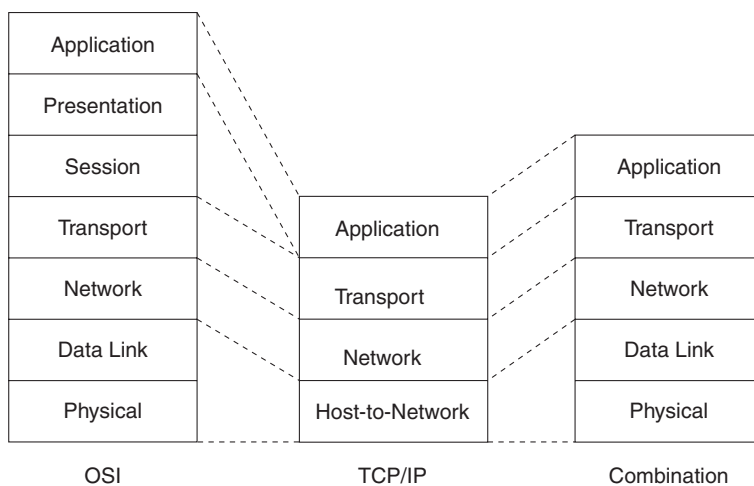 Application
Presentation
Session
Transport
Network
Data Link
Physical
OSI
Application
Transport
Network
Host-to-Network
TCP/IP
Application
Transport
Network
Data Link
Physical
Combination